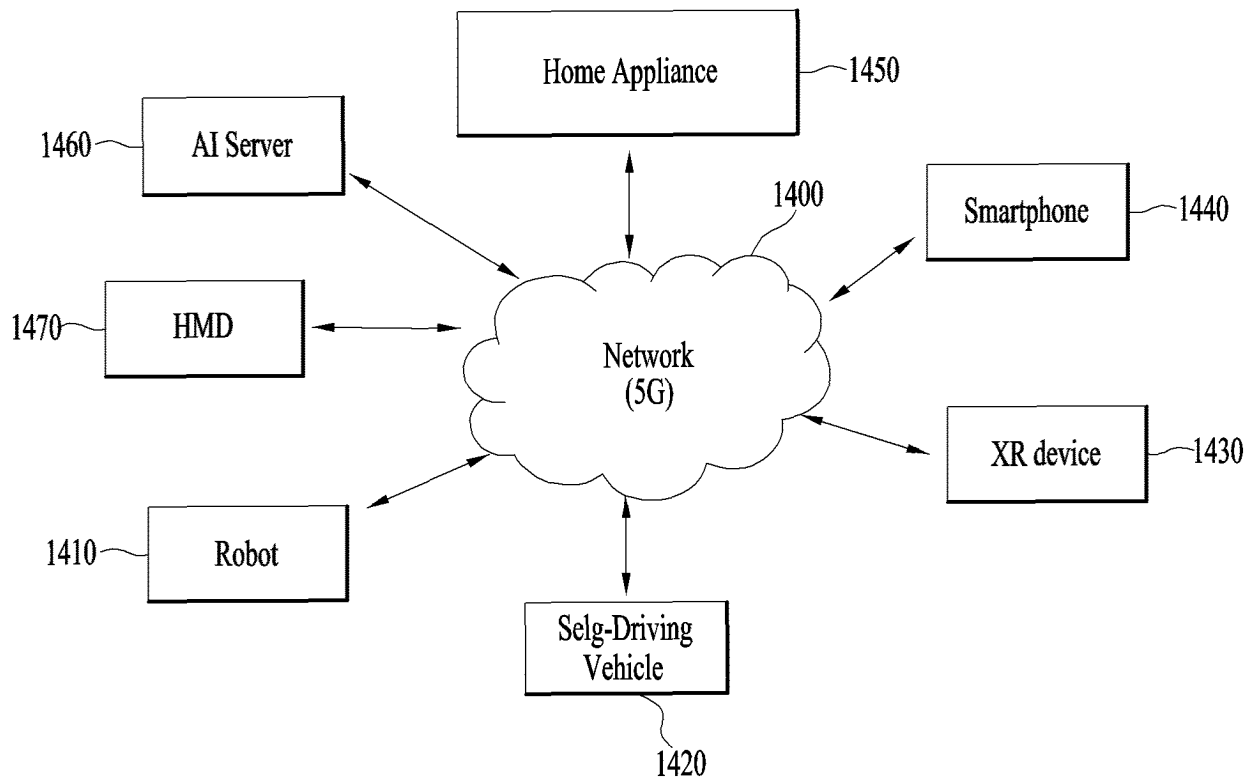 Home Appliance
1450
1460
AI Server
1400
Smartphone
1440
1470
HMD
Network
(5G)
XR device
1430
1410
Robot
Selg-Driving
Vehicle
1420